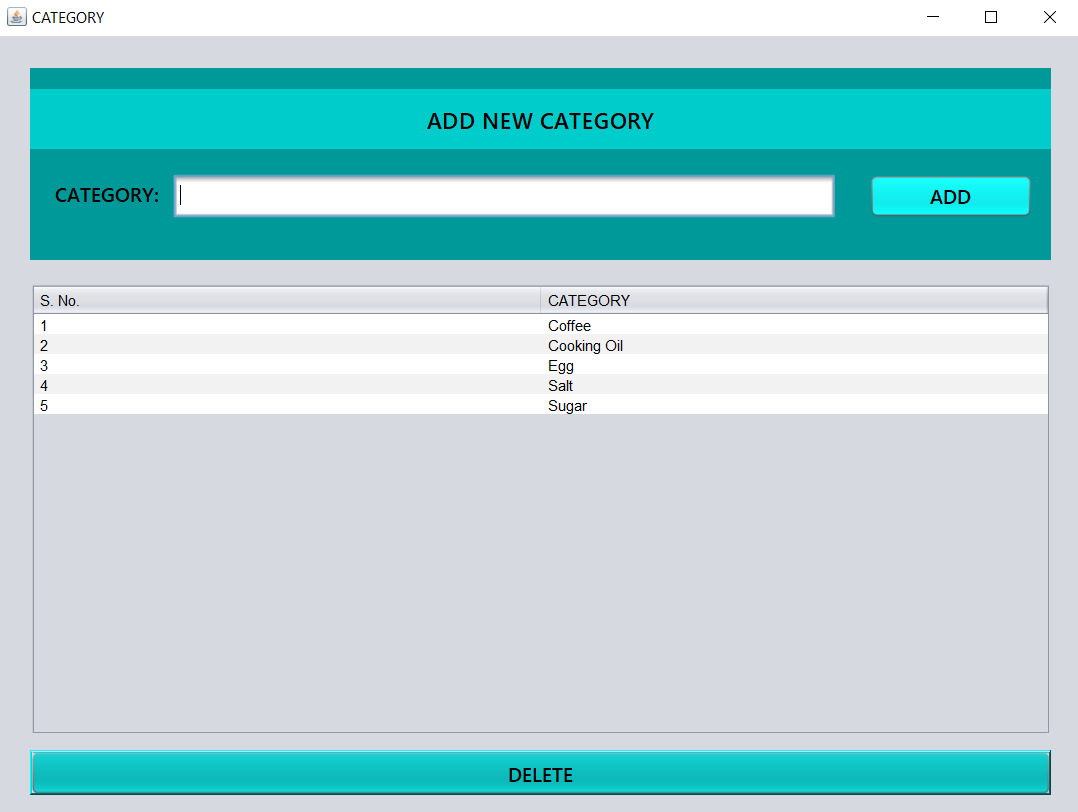 CATEGORY
ADD NEW CATEGORY
CATEGORY: ADD
S. No. CATEGORY
1 Coffee
2 Cooking Oil
3 Egg
4 Salt
5 Sugar
DELETE